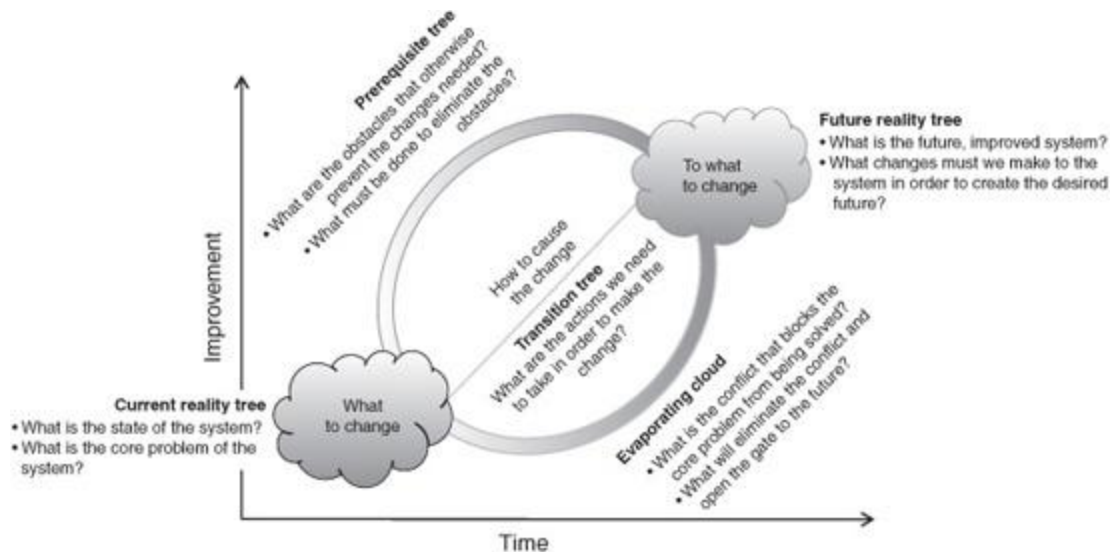 Prerequisite tree
• What are the obstacles that otherwise
prevent the changes needed?
• What must be done to eliminate the
obstacles?
To what
to change
Future reality tree
• What is the future, improved system?
• What changes must we make to the
system in order to create the desired
future?
How to cause
the change
Transition tree
What are the actions we need
to take in order to make the
change?
Improvement
What
to change
Current reality tree
• What is the state of the system?
• What is the core problem of the
system?
Evaporating cloud
• What is the conflict that blocks the
core problem from being solved?
• What will eliminate the conflict and
open the gate to the future?
Time